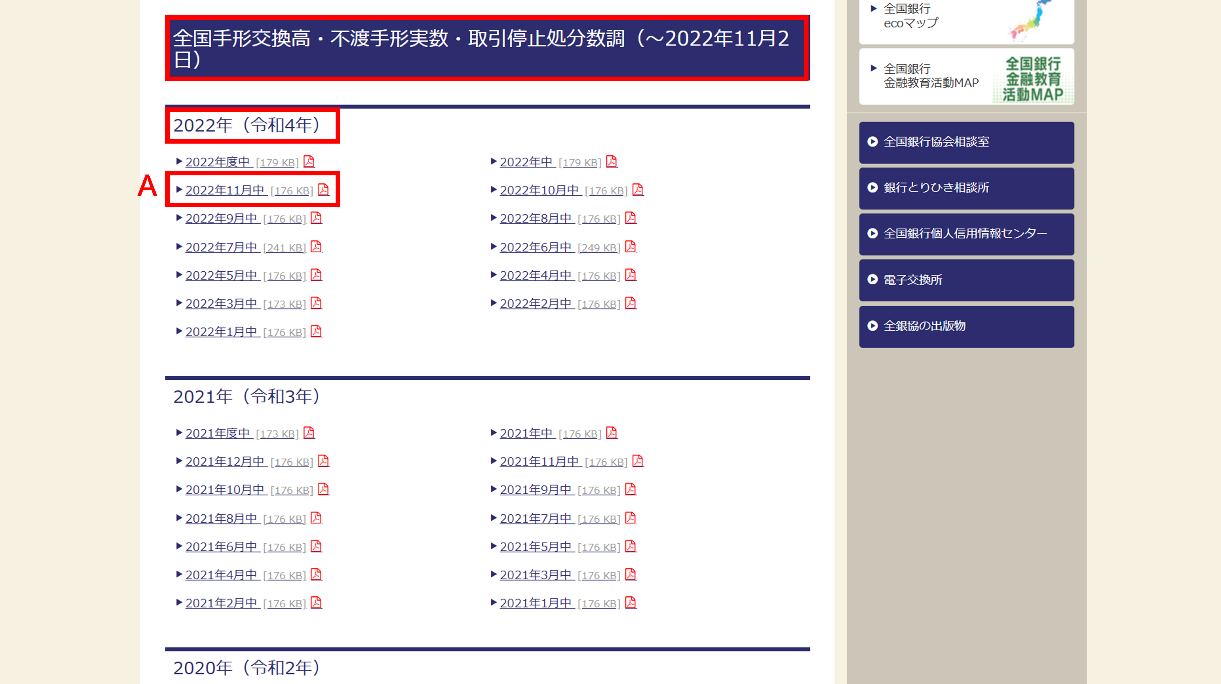 全国手形交換高・不渡手形実数・取引停止処分数調（～2022年11月2
日）
2022年（令和4年）
2022年度中 [179 KB]
2022年中 [179 KB]
A
2022年11月中 [176 KB]
2022年10月中 [176 KB]
2022年9月中 [176 KB]
2022年8月中 [176 KB]
2022年7月中 [241 KB]
2022年6月中 [249 KB]
2022年5月中 [176 KB]
2022年4月中 [176 KB]
2022年3月中 [173 KB]
2022年2月中 [176 KB]
2022年1月中 [176 KB]
2021年（令和3年）
2021年度中 [173 KB]
2021年中 [176 KB]
2021年12月中 [176 KB]
2021年11月中 [176 KB]
2021年10月中 [176 KB]
2021年9月中 [176 KB]
2021年8月中 [176 KB]
2021年7月中 [176 KB]
2021年6月中 [176 KB]
2021年5月中 [176 KB]
2021年4月中 [176 KB]
2021年3月中 [176 KB]
2021年2月中 [176 KB]
2021年1月中 [176 KB]
2020年（令和2年）
全国銀行
ecoマップ
全国銀行
金融教育活動MAP
全国銀行
金融教育
活動MAP
全国銀行協会相談室
銀行とりひき相談所
全国銀行個人信用情報センター
電子交換所
全銀協の出版物